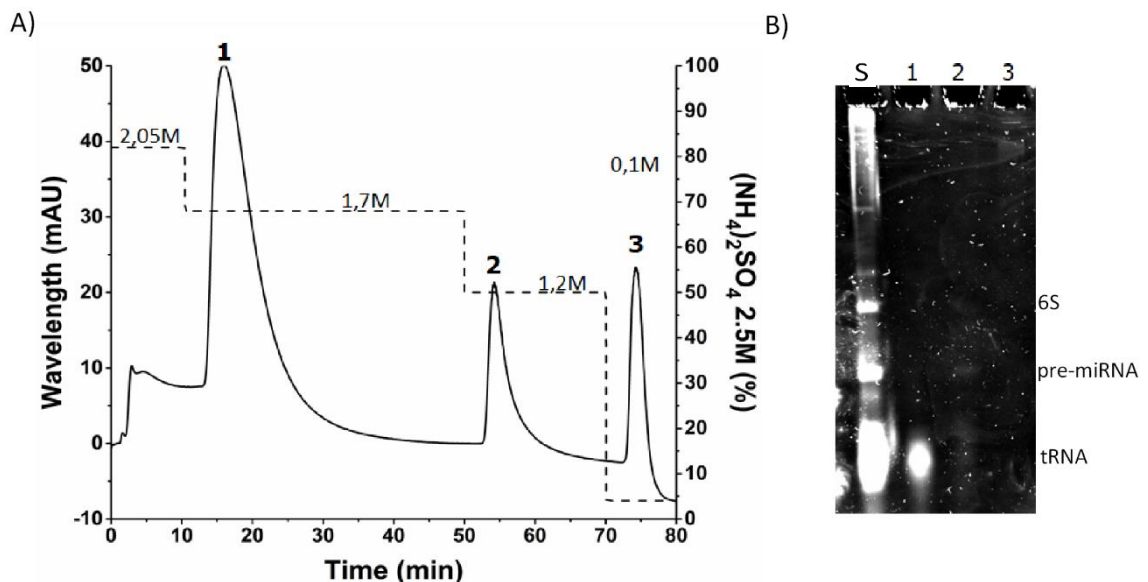 A)
1
50
40
30
20
10
0
-10
Wavelength (mAU)
2,05M
1,7M
2
1,2M
0,1M
3
100
90
80
70
60
50
40
30
20
10
0
(NH4)2SO4 2.5M (%)
0 10 20 30 40 50 60 70 80
Time (min)
B)
S 1 2 3
6S
pre-miRNA
tRNA